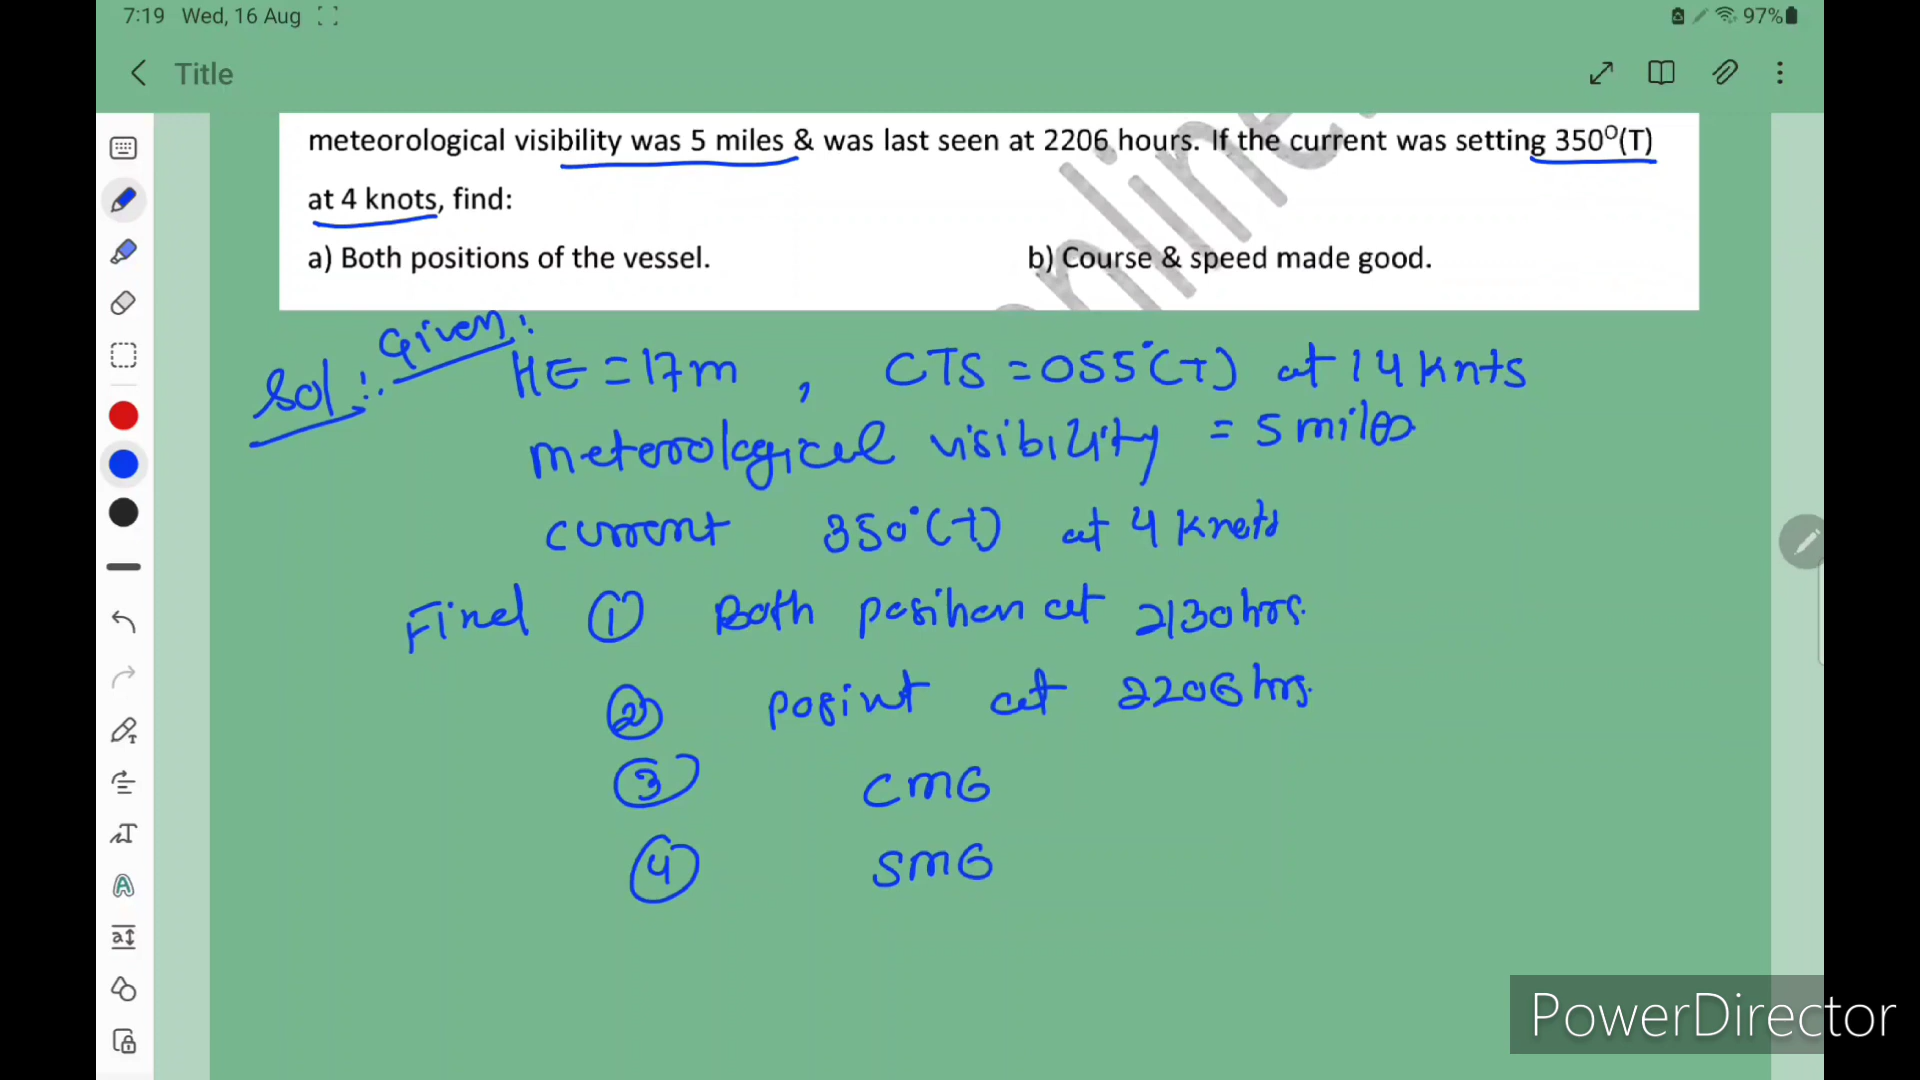 7:19 Wed, 16 Aug 97%
Title
meteorological visibility was 5 miles & was last seen at 2206 hours. If the current was setting 350⁰(T)
at 4 knots, find:
a) Both positions of the vessel. b) Course & speed made good.
online
Sol:. Given:
HE = 17m , CTS = 055°(T) at 14 knts
meteorological visibility = 5 miles
current 350°(T) at 4 knots
Find ① Both position at 2130 hrs.
② posint at 2206 hrs.
③ CMG
④ SMG
PowerDirector